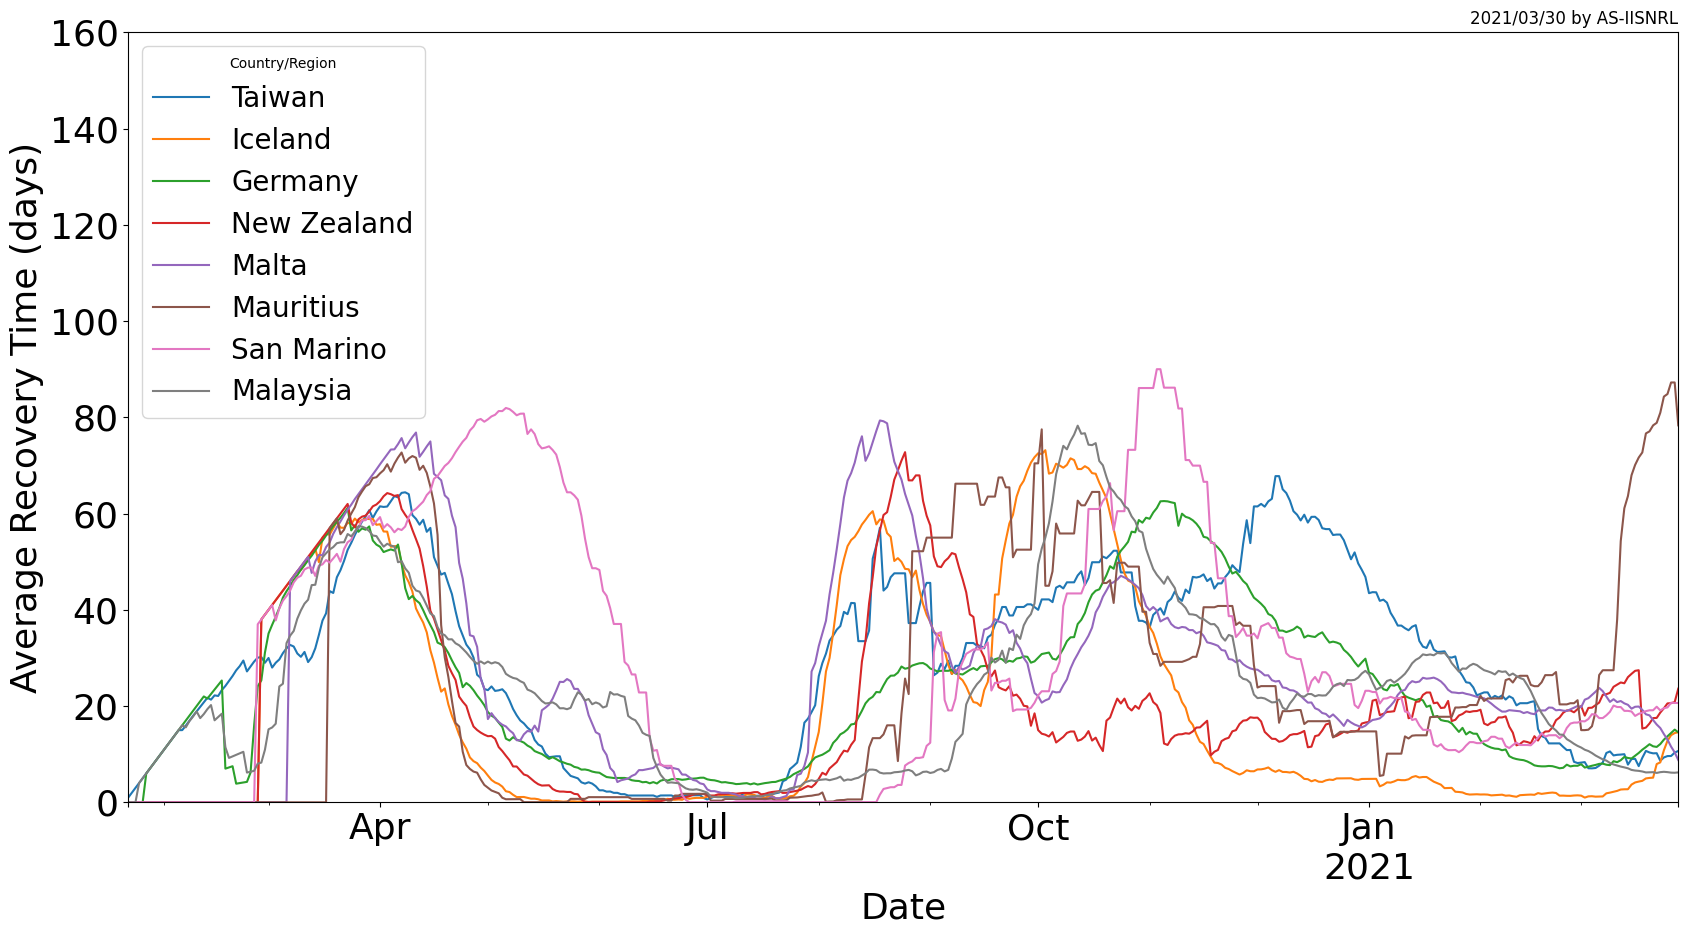 2021/03/30 by AS-IISNRL
160
140
120
100
80
60
40
20
0
Average Recovery Time (days)
Country/Region
Taiwan
Iceland
Germany
New Zealand
Malta
Mauritius
San Marino
Malaysia
Apr
Jul
Oct
Jan
2021
Date